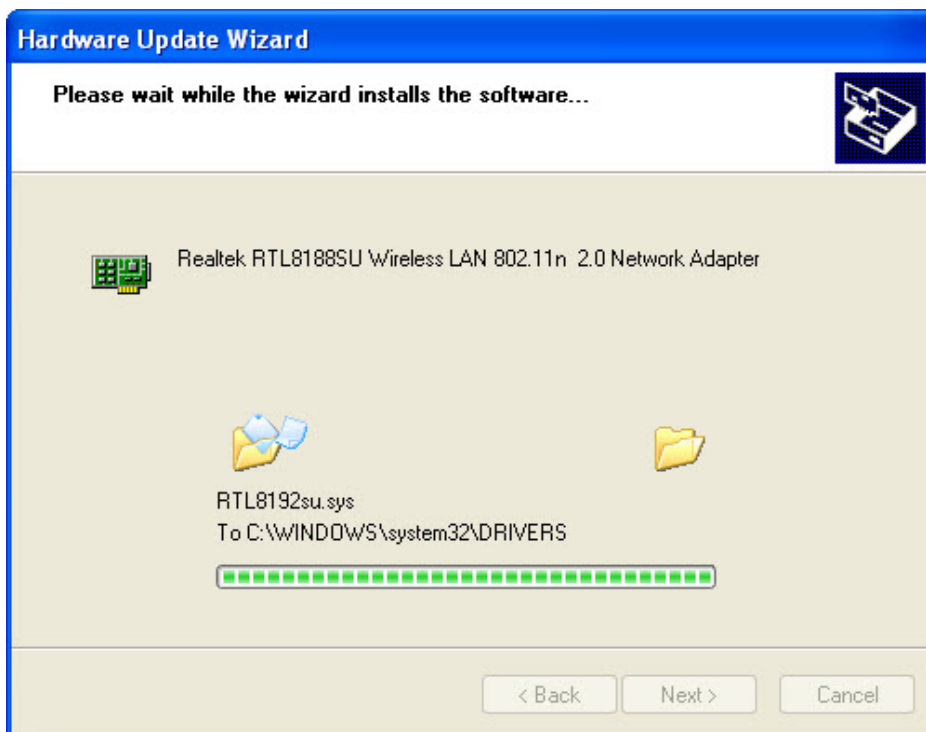 Hardware Update Wizard
Please wait while the wizard installs the software...
Realtek RTL8188SU Wireless LAN 802.11n  2.0 Network Adapter
RTL8192su.sys
To C:\WINDOWS\system32\DRIVERS
< Back Next > Cancel